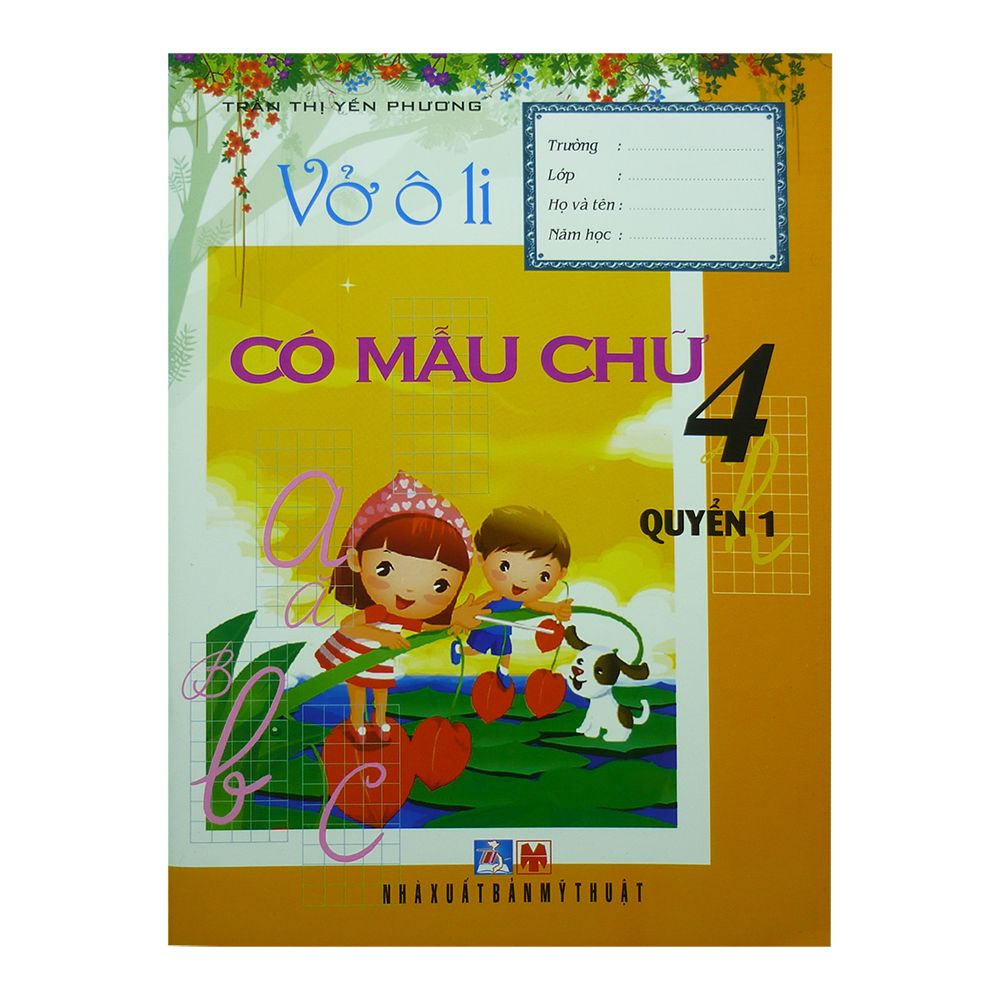 TRẦN THỊ YẾN PHƯƠNG
Trường : ........................
Lớp : ........................
Họ và tên : ........................
Năm học : ........................
Vở ô li
CÓ MẪU CHỮ
4
QUYỂN 1
h
a
a
B
b
c
NHÀ XUẤT BẢN MỸ THUẬT